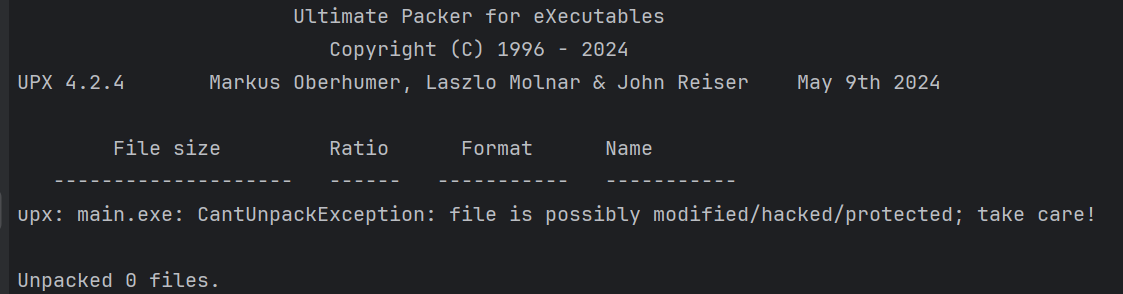 Ultimate Packer for eXecutables
Copyright (C) 1996 - 2024
UPX 4.2.4       Markus Oberhumer, Laszlo Molnar & John Reiser    May 9th 2024
File size         Ratio      Format      Name
--------------------   ------   -----------   -----------
upx: main.exe: CantUnpackException: file is possibly modified/hacked/protected; take care!
Unpacked 0 files.